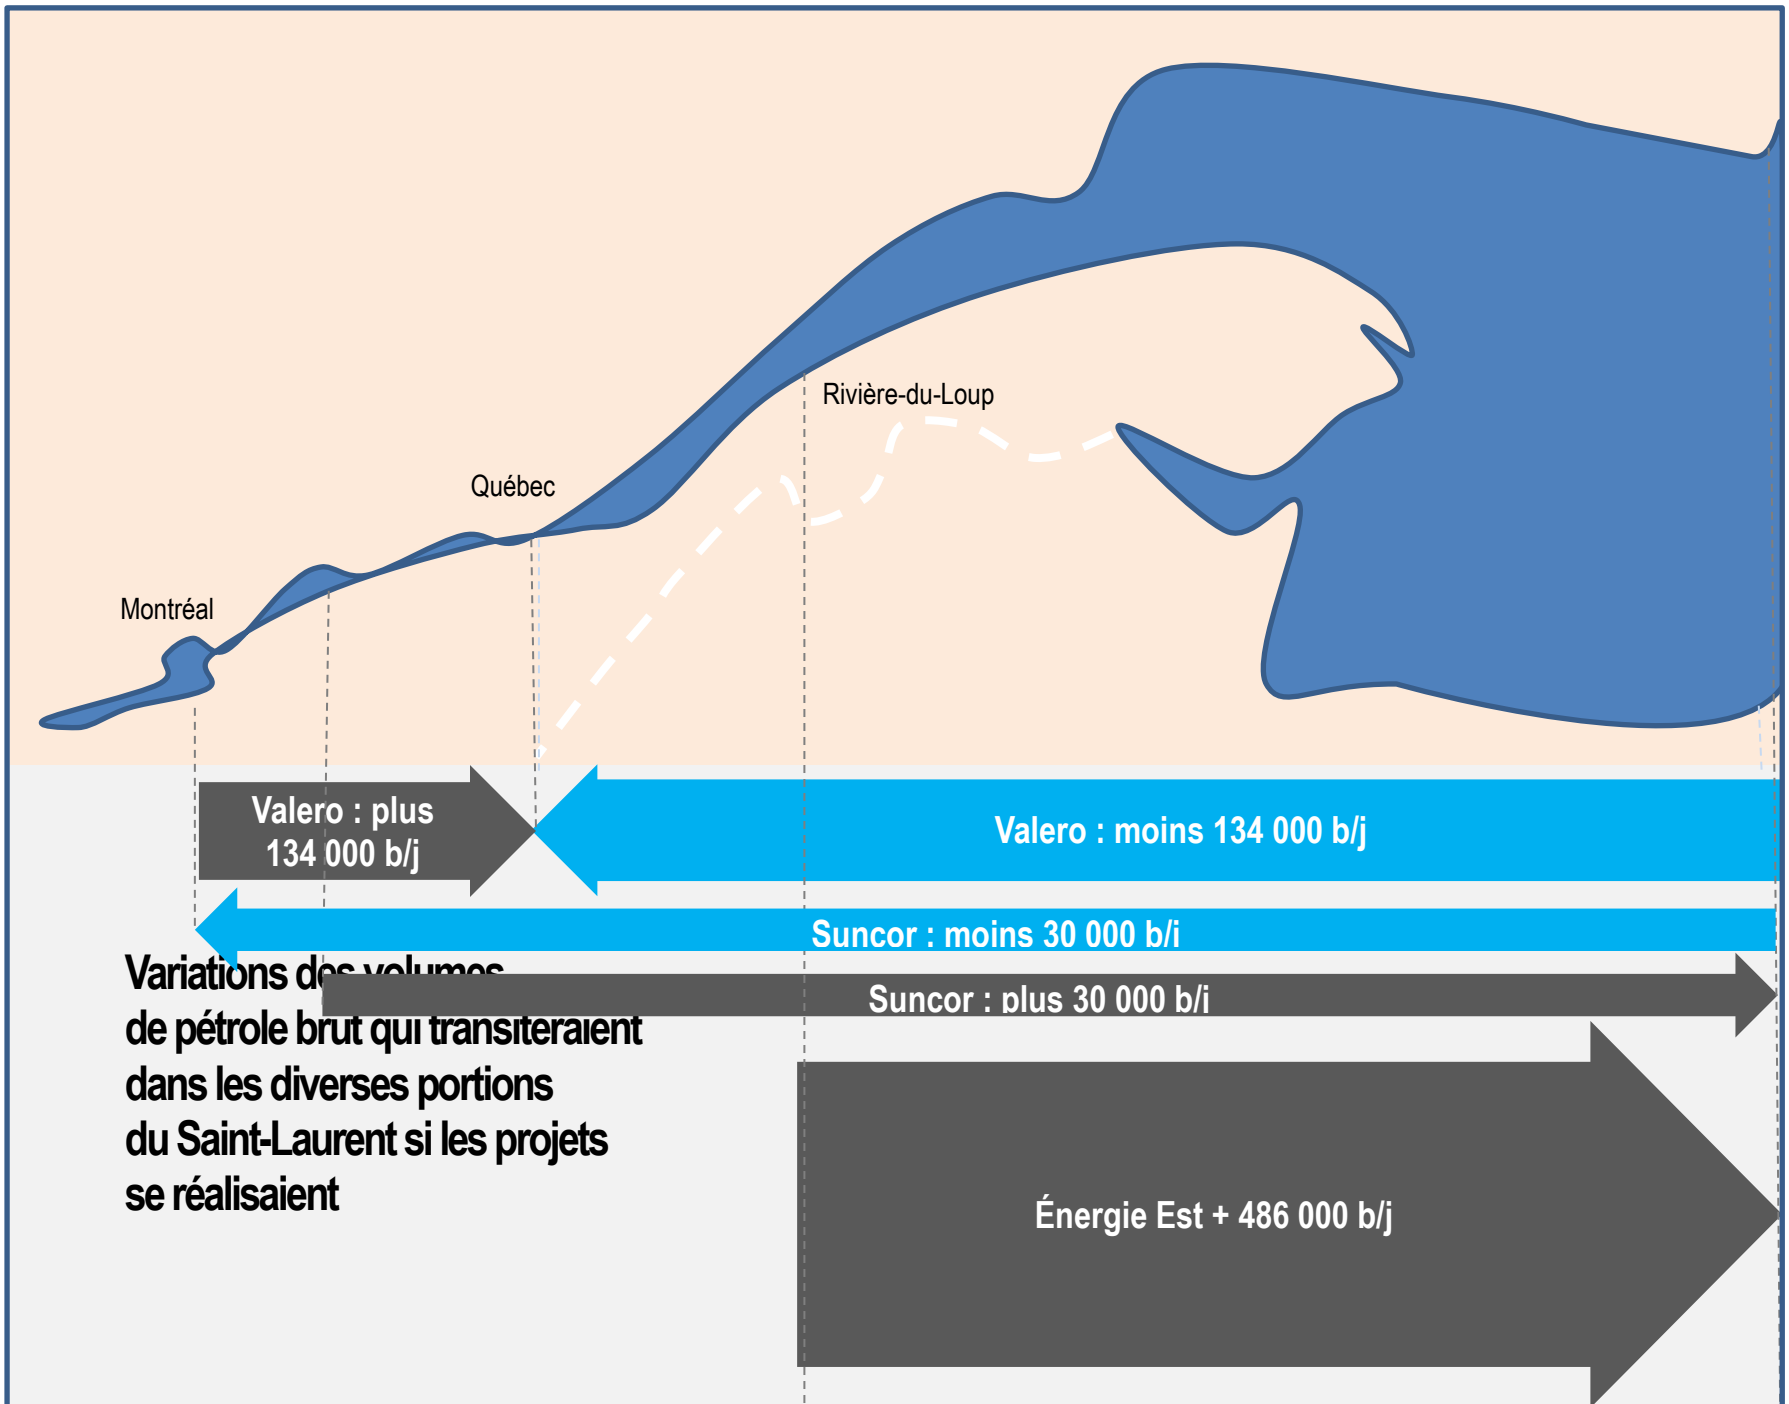 Rivière-du-Loup
Québec
Montréal
Valero : plus
134 000 b/j
Valero : moins 134 000 b/j
Suncor : moins 30 000 b/j
Suncor : plus 30 000 b/j
Variations des volumes
de pétrole brut qui transiteraient
dans les diverses portions
du Saint-Laurent si les projets
se réalisaient
Énergie Est + 486 000 b/j